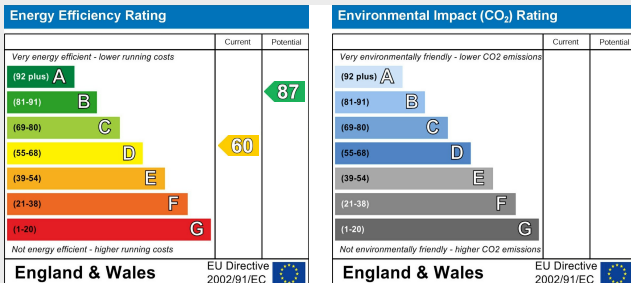 Energy Efficiency Rating
Current
Potential
Very energy efficient - lower running costs
(92 plus) A
(81-91) B
87
(69-80) C
(55-68) D
60
(39-54) E
(21-38) F
(1-20) G
Not energy efficient - higher running costs
England & Wales
EU Directive
2002/91/EC
Environmental Impact (CO₂) Rating
Current
Potential
Very environmentally friendly - lower CO2 emissions
(92 plus) A
(81-91) B
(69-80) C
(55-68) D
(39-54) E
(21-38) F
(1-20) G
Not environmentally friendly - higher CO2 emissions
England & Wales
EU Directive
2002/91/EC